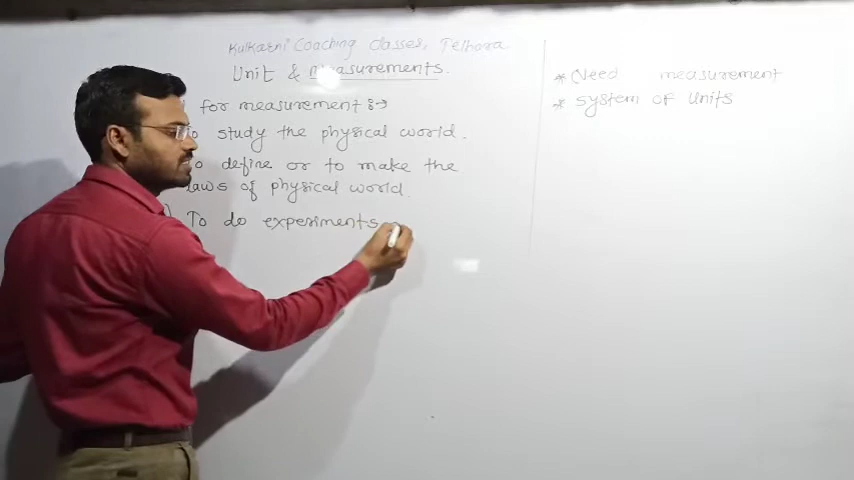 Kulkarni Coaching Classes, Telhara
Unit & measurements.
for measurement :→
To study the physical world.
To define or to make the
laws of physical world.
) To do experiments
* Need measurement
* system of Units